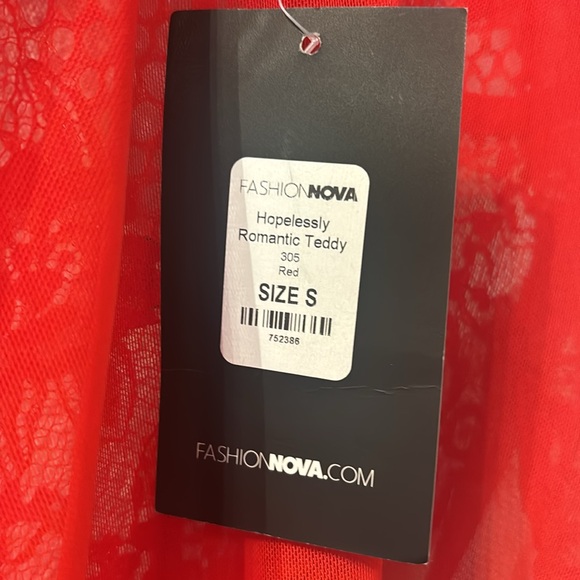 FASHIONNOVA
Hopelessly
Romantic Teddy
305
Red
SIZE S
752386
FASHIONNOVA.COM